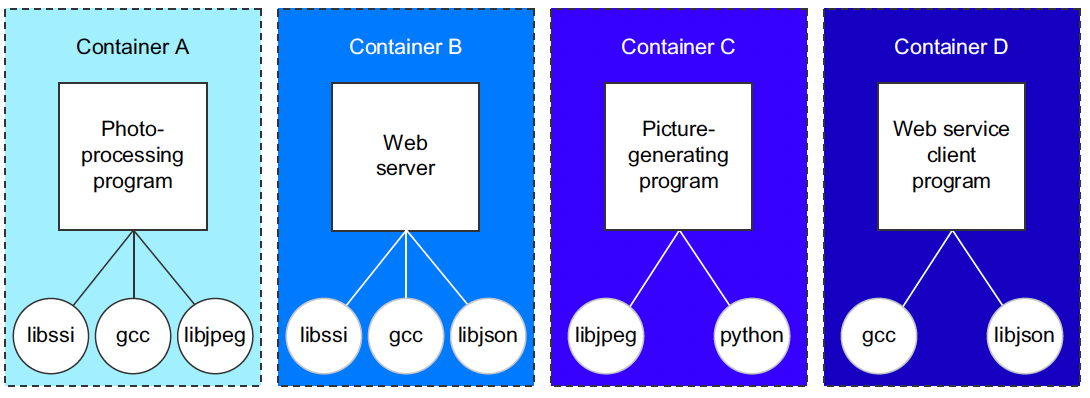 Container A
Photo-
processing
program
libssi
gcc
libjpeg
Container B
Web
server
libssi
gcc
libjson
Container C
Picture-
generating
program
libjpeg
python
Container D
Web service
client
program
gcc
libjson